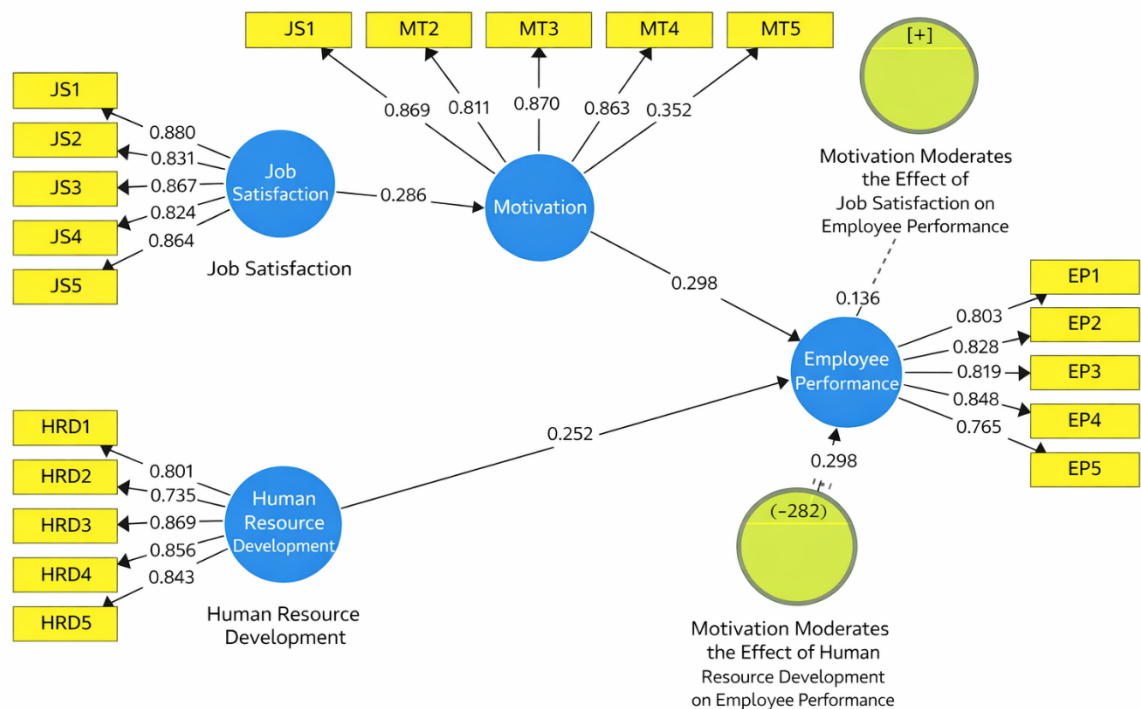 JS1
MT2
MT3
MT4
MT5
[+]
JS1
JS2
JS3
JS4
JS5
0.880
0.831
0.867
0.824
0.864
Job
Satisfaction
Job Satisfaction
0.286
0.869
0.811
0.870
0.863
0.352
Motivation
Motivation Moderates
the Effect of
Job Satisfaction on
Employee Performance
0.298
0.136
Employee
Performance
0.803
0.828
0.819
0.848
0.765
EP1
EP2
EP3
EP4
EP5
HRD1
HRD2
HRD3
HRD4
HRD5
0.801
0.735
0.869
0.856
0.843
Human
Resource
Development
Human Resource
Development
0.252
0.298
(-282)
Motivation Moderates
the Effect of Human
Resource Development
on Employee Performance